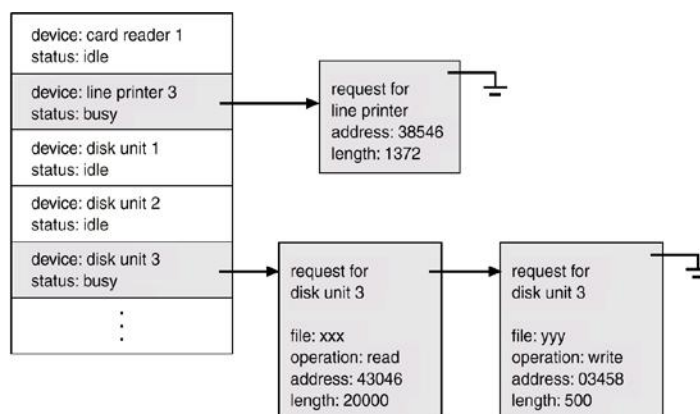 device: card reader 1
status: idle
device: line printer 3
status: busy
device: disk unit 1
status: idle
device: disk unit 2
status: idle
device: disk unit 3
status: busy
request for
line printer
address: 38546
length: 1372
request for
disk unit 3
file: xxx
operation: read
address: 43046
length: 20000
request for
disk unit 3
file: yyy
operation: write
address: 03458
length: 500